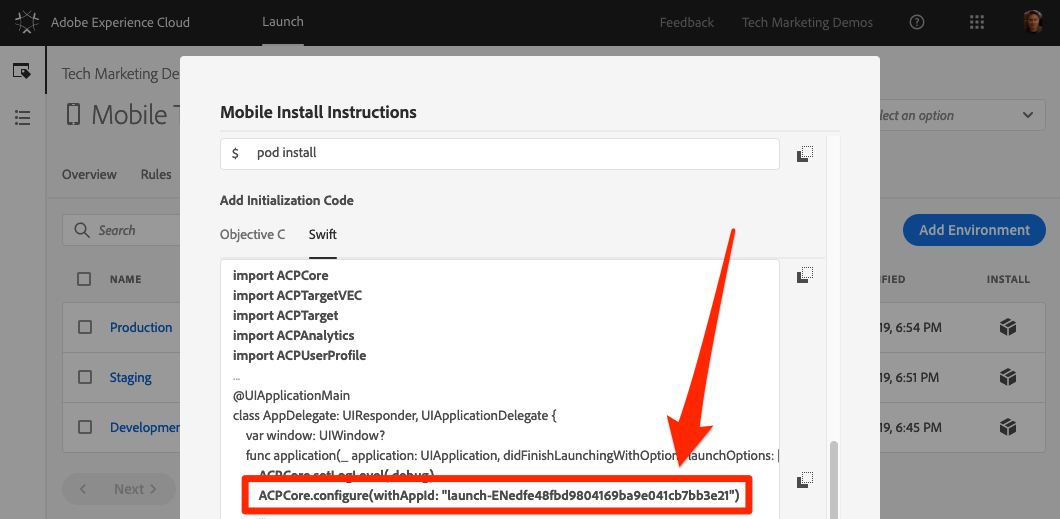 Adobe Experience Cloud
Launch
Feedback
Tech Marketing Demos
Tech Marketing De
Mobile
lect an option
Overview
Rules
Search
Add Environment
NAME
FIED
INSTALL
Production
19, 6:54 PM
Staging
19, 6:51 PM
Developmen
19, 6:45 PM
Next
Mobile Install Instructions
$ pod install
Add Initialization Code
Objective C
Swift
import ACPCore
import ACPTargetVEC
import ACPTarget
import ACPAnalytics
import ACPUserProfile
...
@UIApplicationMain
class AppDelegate: UIResponder, UIApplicationDelegate {
var window: UIWindow?
func application(_ application: UIApplication, didFinishLaunchingWithOption launchOptions: [
ACPCore.setLogLevel(.debug)
ACPCore.configure(withAppId: "launch-ENedfe48fbd9804169ba9e041cb7bb3e21")